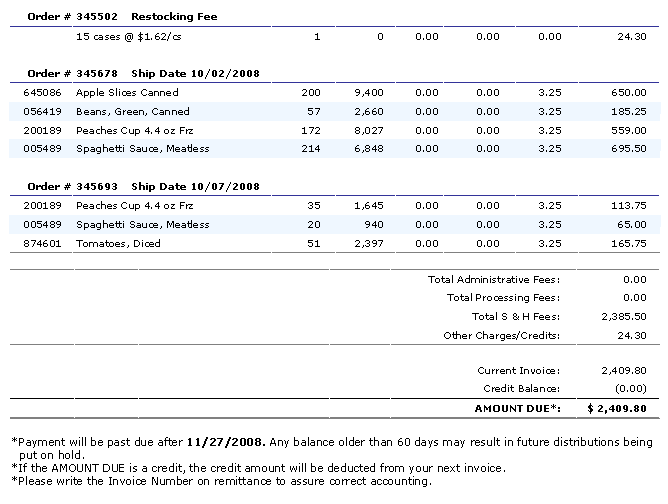 Order # 345502 Restocking Fee
15 cases @ $1.62/cs 1 0 0.00 0.00 0.00 24.30
Order # 345678 Ship Date 10/02/2008
645086 Apple Slices Canned 200 9,400 0.00 0.00 3.25 650.00
056419 Beans, Green, Canned 57 2,660 0.00 0.00 3.25 185.25
200189 Peaches Cup 4.4 oz Frz 172 8,027 0.00 0.00 3.25 559.00
005489 Spaghetti Sauce, Meatless 214 6,848 0.00 0.00 3.25 695.50
Order # 345693 Ship Date 10/07/2008
200189 Peaches Cup 4.4 oz Frz 35 1,645 0.00 0.00 3.25 113.75
005489 Spaghetti Sauce, Meatless 20 940 0.00 0.00 3.25 65.00
874601 Tomatoes, Diced 51 2,397 0.00 0.00 3.25 165.75
Total Administrative Fees: 0.00
Total Processing Fees: 0.00
Total S & H Fees: 2,385.50
Other Charges/Credits: 24.30
Current Invoice: 2,409.80
Credit Balance: (0.00)
AMOUNT DUE*: $ 2,409.80
*Payment will be past due after 11/27/2008. Any balance older than 60 days may result in future distributions being
put on hold.
*If the AMOUNT DUE is a credit, the credit amount will be deducted from your next invoice.
*Please write the Invoice Number on remittance to assure correct accounting.